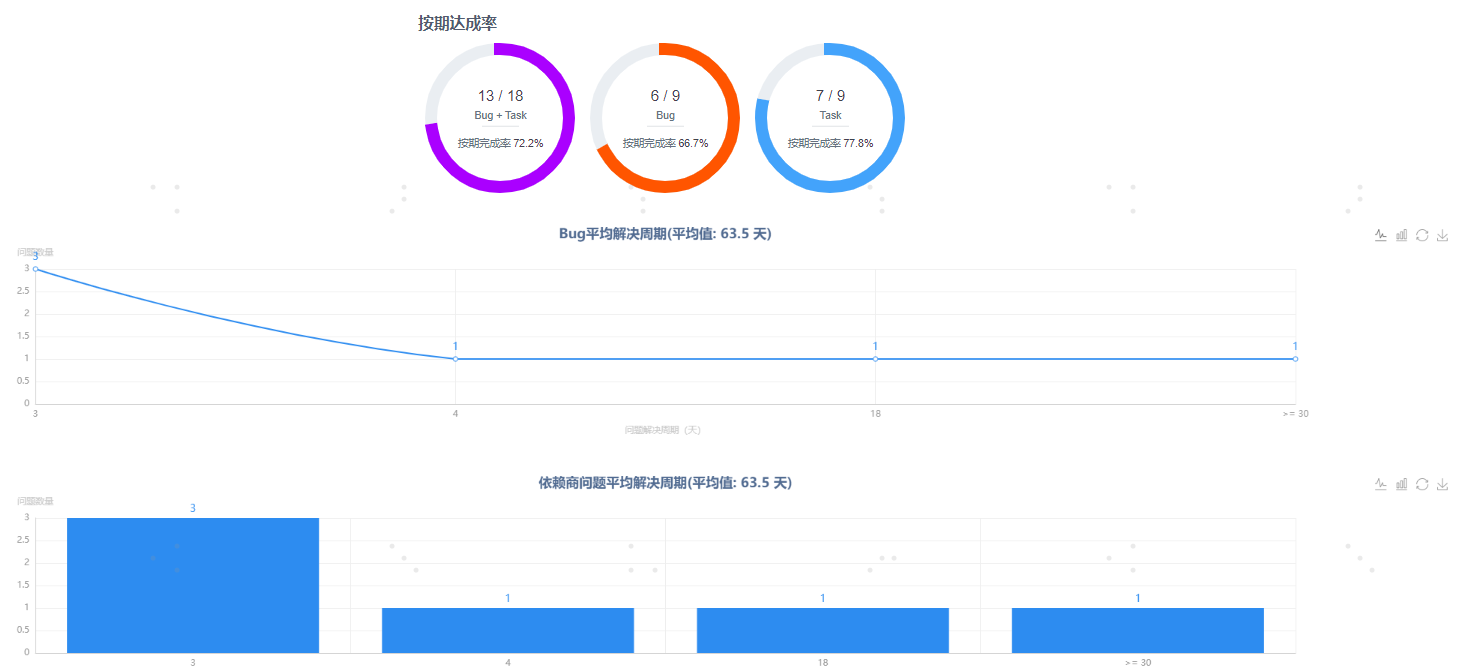 按期达成率
13 / 18
Bug + Task
按期完成率 72.2%
6 / 9
Bug
按期完成率 66.7%
7 / 9
Task
按期完成率 77.8%
Bug平均解决周期(平均值: 63.5 天)
问题数量
3
3
2.5
2
1.5
1
0.5
0
1
1
1
3
4
18
>= 30
问题解决周期（天）
依赖商问题平均解决周期(平均值: 63.5 天)
问题数量
3
3
2.5
2
1.5
1
0.5
0
1
1
1
3
4
18
>= 30